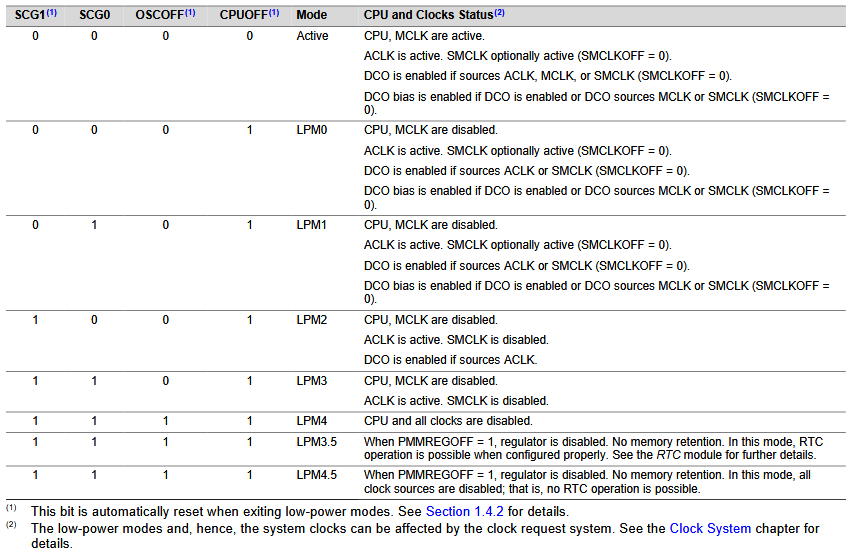 SCG1(1) SCG0 OSCOFF(1) CPUOFF(1) Mode CPU and Clocks Status(2)
0 0 0 0 Active CPU, MCLK are active.
ACLK is active. SMCLK optionally active (SMCLKOFF = 0).
DCO is enabled if sources ACLK, MCLK, or SMCLK (SMCLKOFF = 0).
DCO bias is enabled if DCO is enabled or DCO sources MCLK or SMCLK (SMCLKOFF =
0).
0 0 0 1 LPM0 CPU, MCLK are disabled.
ACLK is active. SMCLK optionally active (SMCLKOFF = 0).
DCO is enabled if sources ACLK or SMCLK (SMCLKOFF = 0).
DCO bias is enabled if DCO is enabled or DCO sources MCLK or SMCLK (SMCLKOFF =
0).
0 1 0 1 LPM1 CPU, MCLK are disabled.
ACLK is active. SMCLK optionally active (SMCLKOFF = 0).
DCO is enabled if sources ACLK or SMCLK (SMCLKOFF = 0).
DCO bias is enabled if DCO is enabled or DCO sources MCLK or SMCLK (SMCLKOFF =
0).
1 0 0 1 LPM2 CPU, MCLK are disabled.
ACLK is active. SMCLK is disabled.
DCO is enabled if sources ACLK.
1 1 0 1 LPM3 CPU, MCLK are disabled.
ACLK is active. SMCLK is disabled.
1 1 1 1 LPM4 CPU and all clocks are disabled.
1 1 1 1 LPM3.5 When PMMREGOFF = 1, regulator is disabled. No memory retention. In this mode, RTC
operation is possible when configured properly. See the RTC module for further details.
1 1 1 1 LPM4.5 When PMMREGOFF = 1, regulator is disabled. No memory retention. In this mode, all
clock sources are disabled; that is, no RTC operation is possible.
(1) This bit is automatically reset when exiting low-power modes. See Section 1.4.2 for details.
(2) The low-power modes and, hence, the system clocks can be affected by the clock request system. See the Clock System chapter for
details.